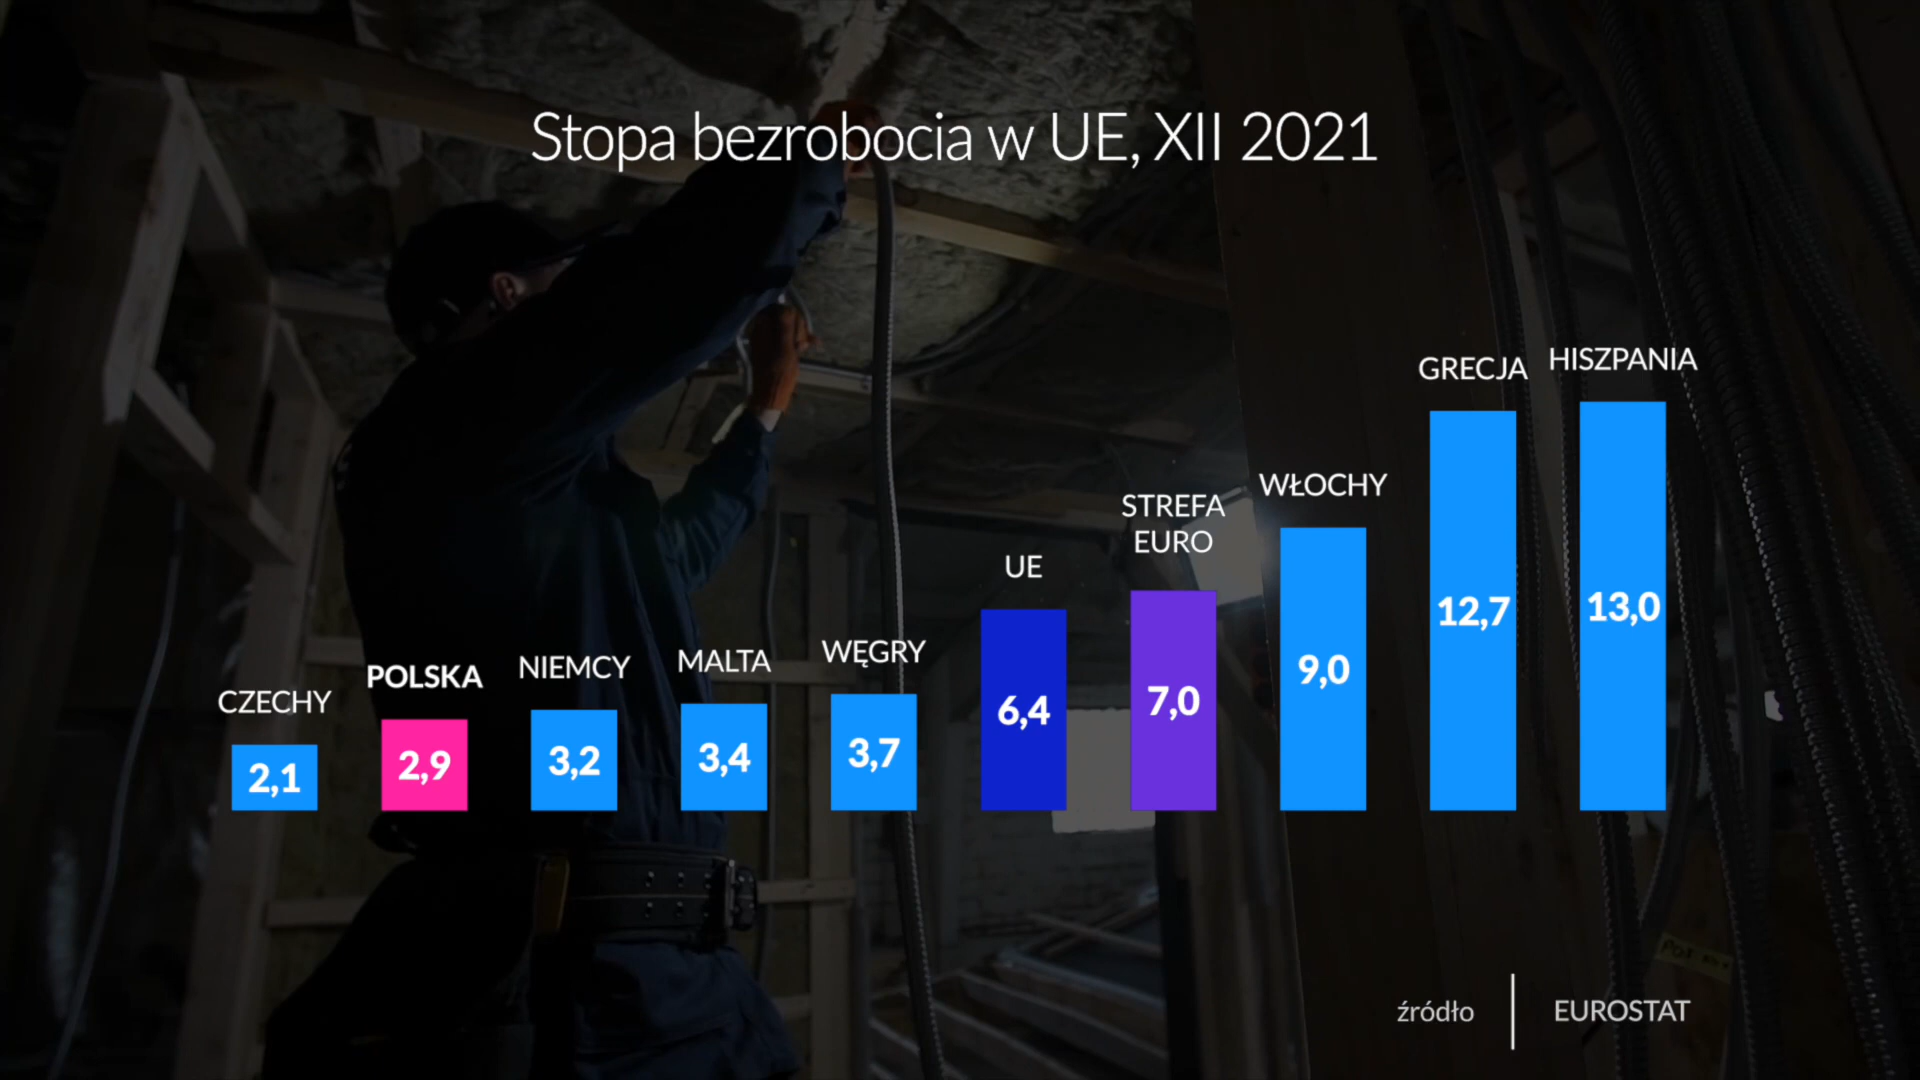 Stopa bezrobocia w UE, XII 2021
CZECHY
2,1
POLSKA
2,9
NIEMCY
3,2
MALTA
3,4
WĘGRY
3,7
UE
6,4
STREFA
EURO
7,0
WŁOCHY
9,0
GRECJA
12,7
HISZPANIA
13,0
źródło
EUROSTAT